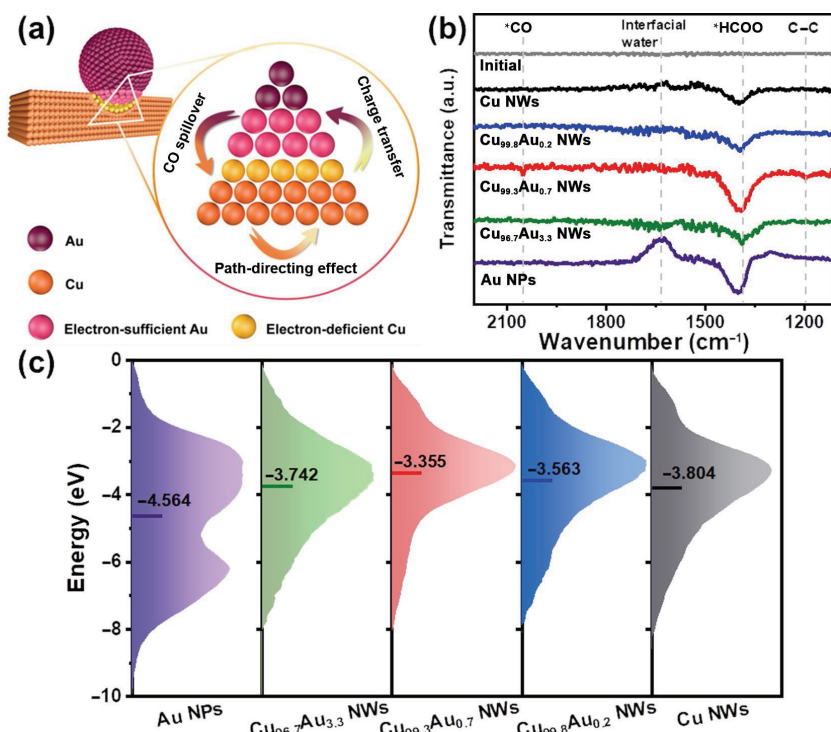 (a)
CO spillover
Charge transfer
Path-directing effect
Au
Cu
Electron-sufficient Au
Electron-deficient Cu
(b)
*CO
Interfacial
water
*HCOO
C–C
Initial
Cu NWs
Cu₉₉.₈Au₀.₂ NWs
Cu₉₉.₃Au₀.₇ NWs
Cu₉₆.₇Au₃.₃ NWs
Au NPs
Transmittance (a.u.)
2100
1800
1500
1200
Wavenumber (cm⁻¹)
(c)
Energy (eV)
0
−2
−4
−6
−8
−10
−4.564
−3.742
−3.355
−3.563
−3.804
Au NPs
Cu₉₆.₇Au₃.₃ NWs
Cu₉₉.₃Au₀.₇ NWs
Cu₉₉.₈Au₀.₂ NWs
Cu NWs